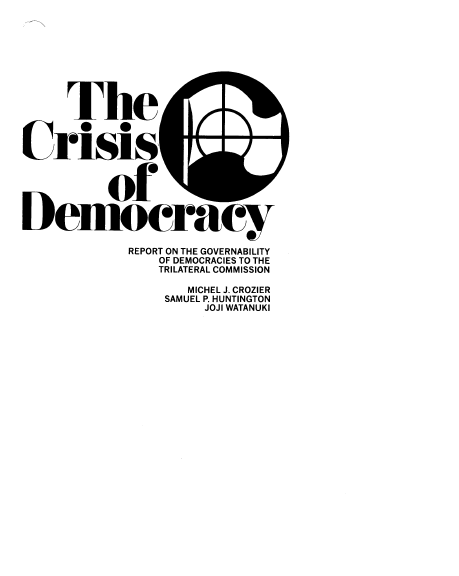 The
Crisis
of
Democracy
REPORT ON THE GOVERNABILITY
OF DEMOCRACIES TO THE
TRILATERAL COMMISSION
MICHEL J. CROZIER
SAMUEL P. HUNTINGTON
JOJI WATANUKI